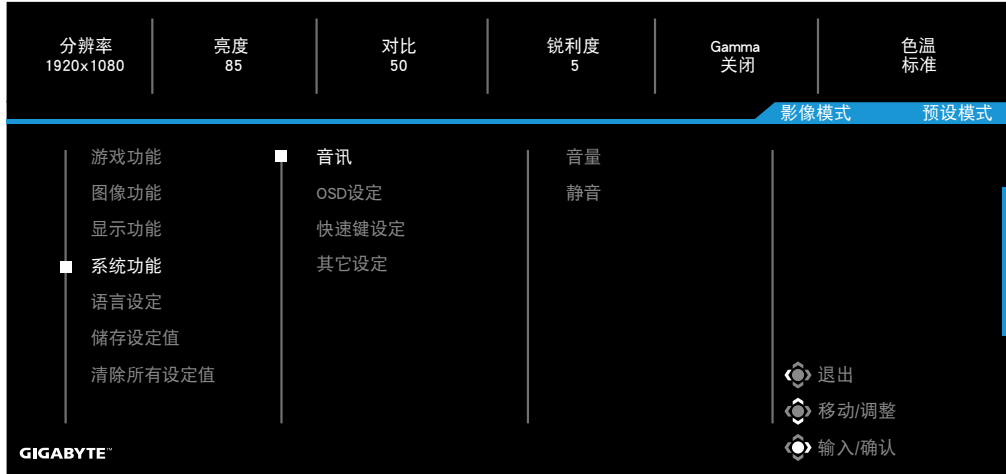 分辨率 亮度 对比 锐利度 Gamma 色温
1920x1080 85 50 5 关闭 标准
影像模式 预设模式
游戏功能 音讯 音量
图像功能 OSD设定 静音
显示功能 快速键设定
系统功能 其它设定
语言设定
储存设定值
清除所有设定值
退出
移动/调整
输入/确认
GIGABYTE™